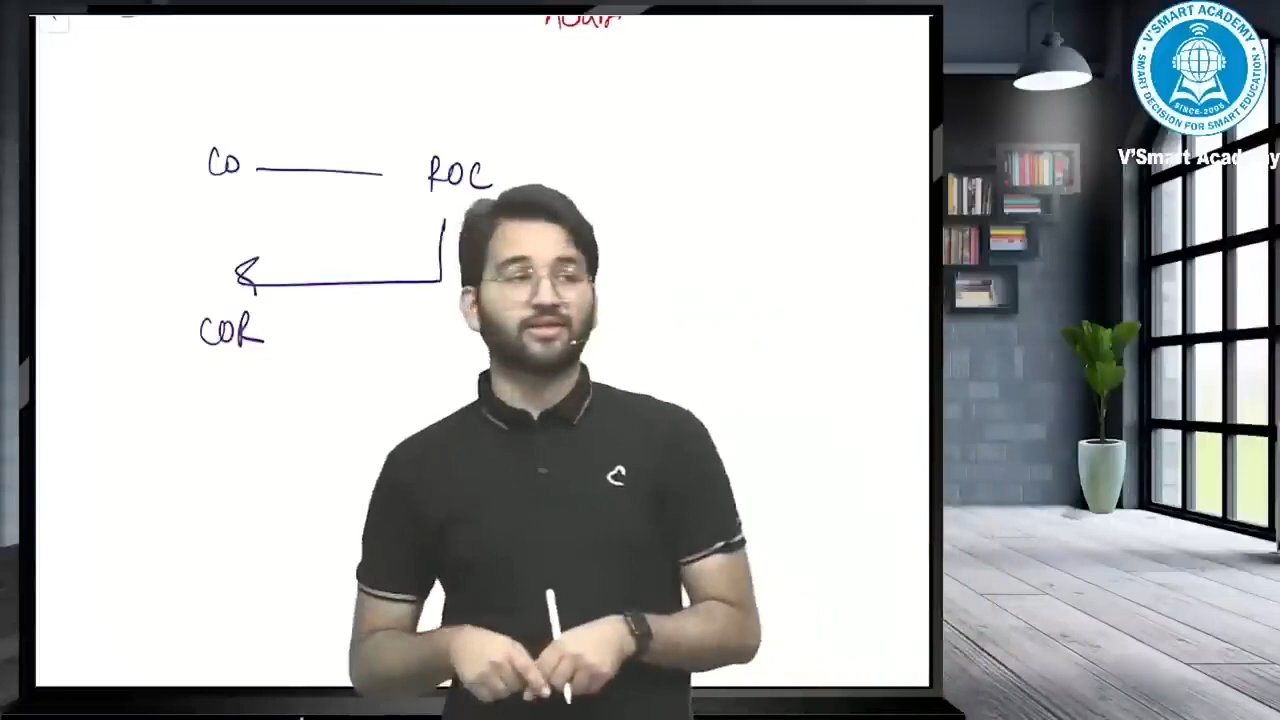 CO ROC
COR
V'SMART ACADEMY
SMART DECISION FOR SMART EDUCATION
SINCE-2005
V'Smart Academy